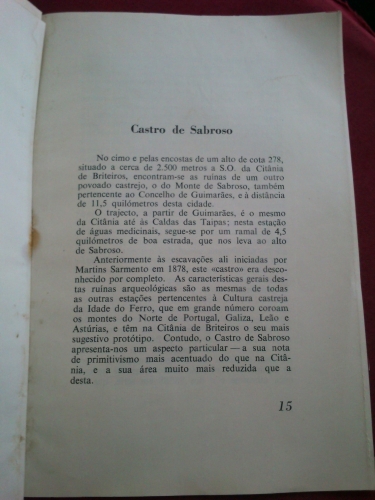 Castro de Sabroso
No cimo e pelas encostas de um alto de cota 278,
situado a cerca de 2.500 metros a S.O. da Citânia
de Briteiros, encontram-se as ruínas de um outro
povoado castrejo, o do Monte de Sabroso, também
pertencente ao Concelho de Guimarães, e à distância
de 11,5 quilómetros desta cidade.
O trajecto, a partir de Guimarães, é o mesmo
da Citânia até às Caldas das Taipas; desta estação
de águas medicinais, segue-se por um ramal de 4,5
quilómetros de boa estrada, que nos leva ao alto
de Sabroso.
Anteriormente às escavações ali iniciadas por
Martins Sarmento em 1878, este «castro» era des-
conhecido por completo. As características gerais des-
tas ruínas arqueológicas são as mesmas de todas
as outras estações pertencentes à Cultura castreja
da Idade do Ferro, que em grande número coroam
os montes do Norte de Portugal, Galiza, Leão e
Astúrias, e têm na Citânia de Briteiros o seu mais
sugestivo protótipo. Contudo, o Castro de Sabroso
apresenta-nos um aspecto particular — a sua nota
de primitivismo mais acentuado do que na Citâ-
nia, e a sua área muito mais reduzida que a
desta.
15